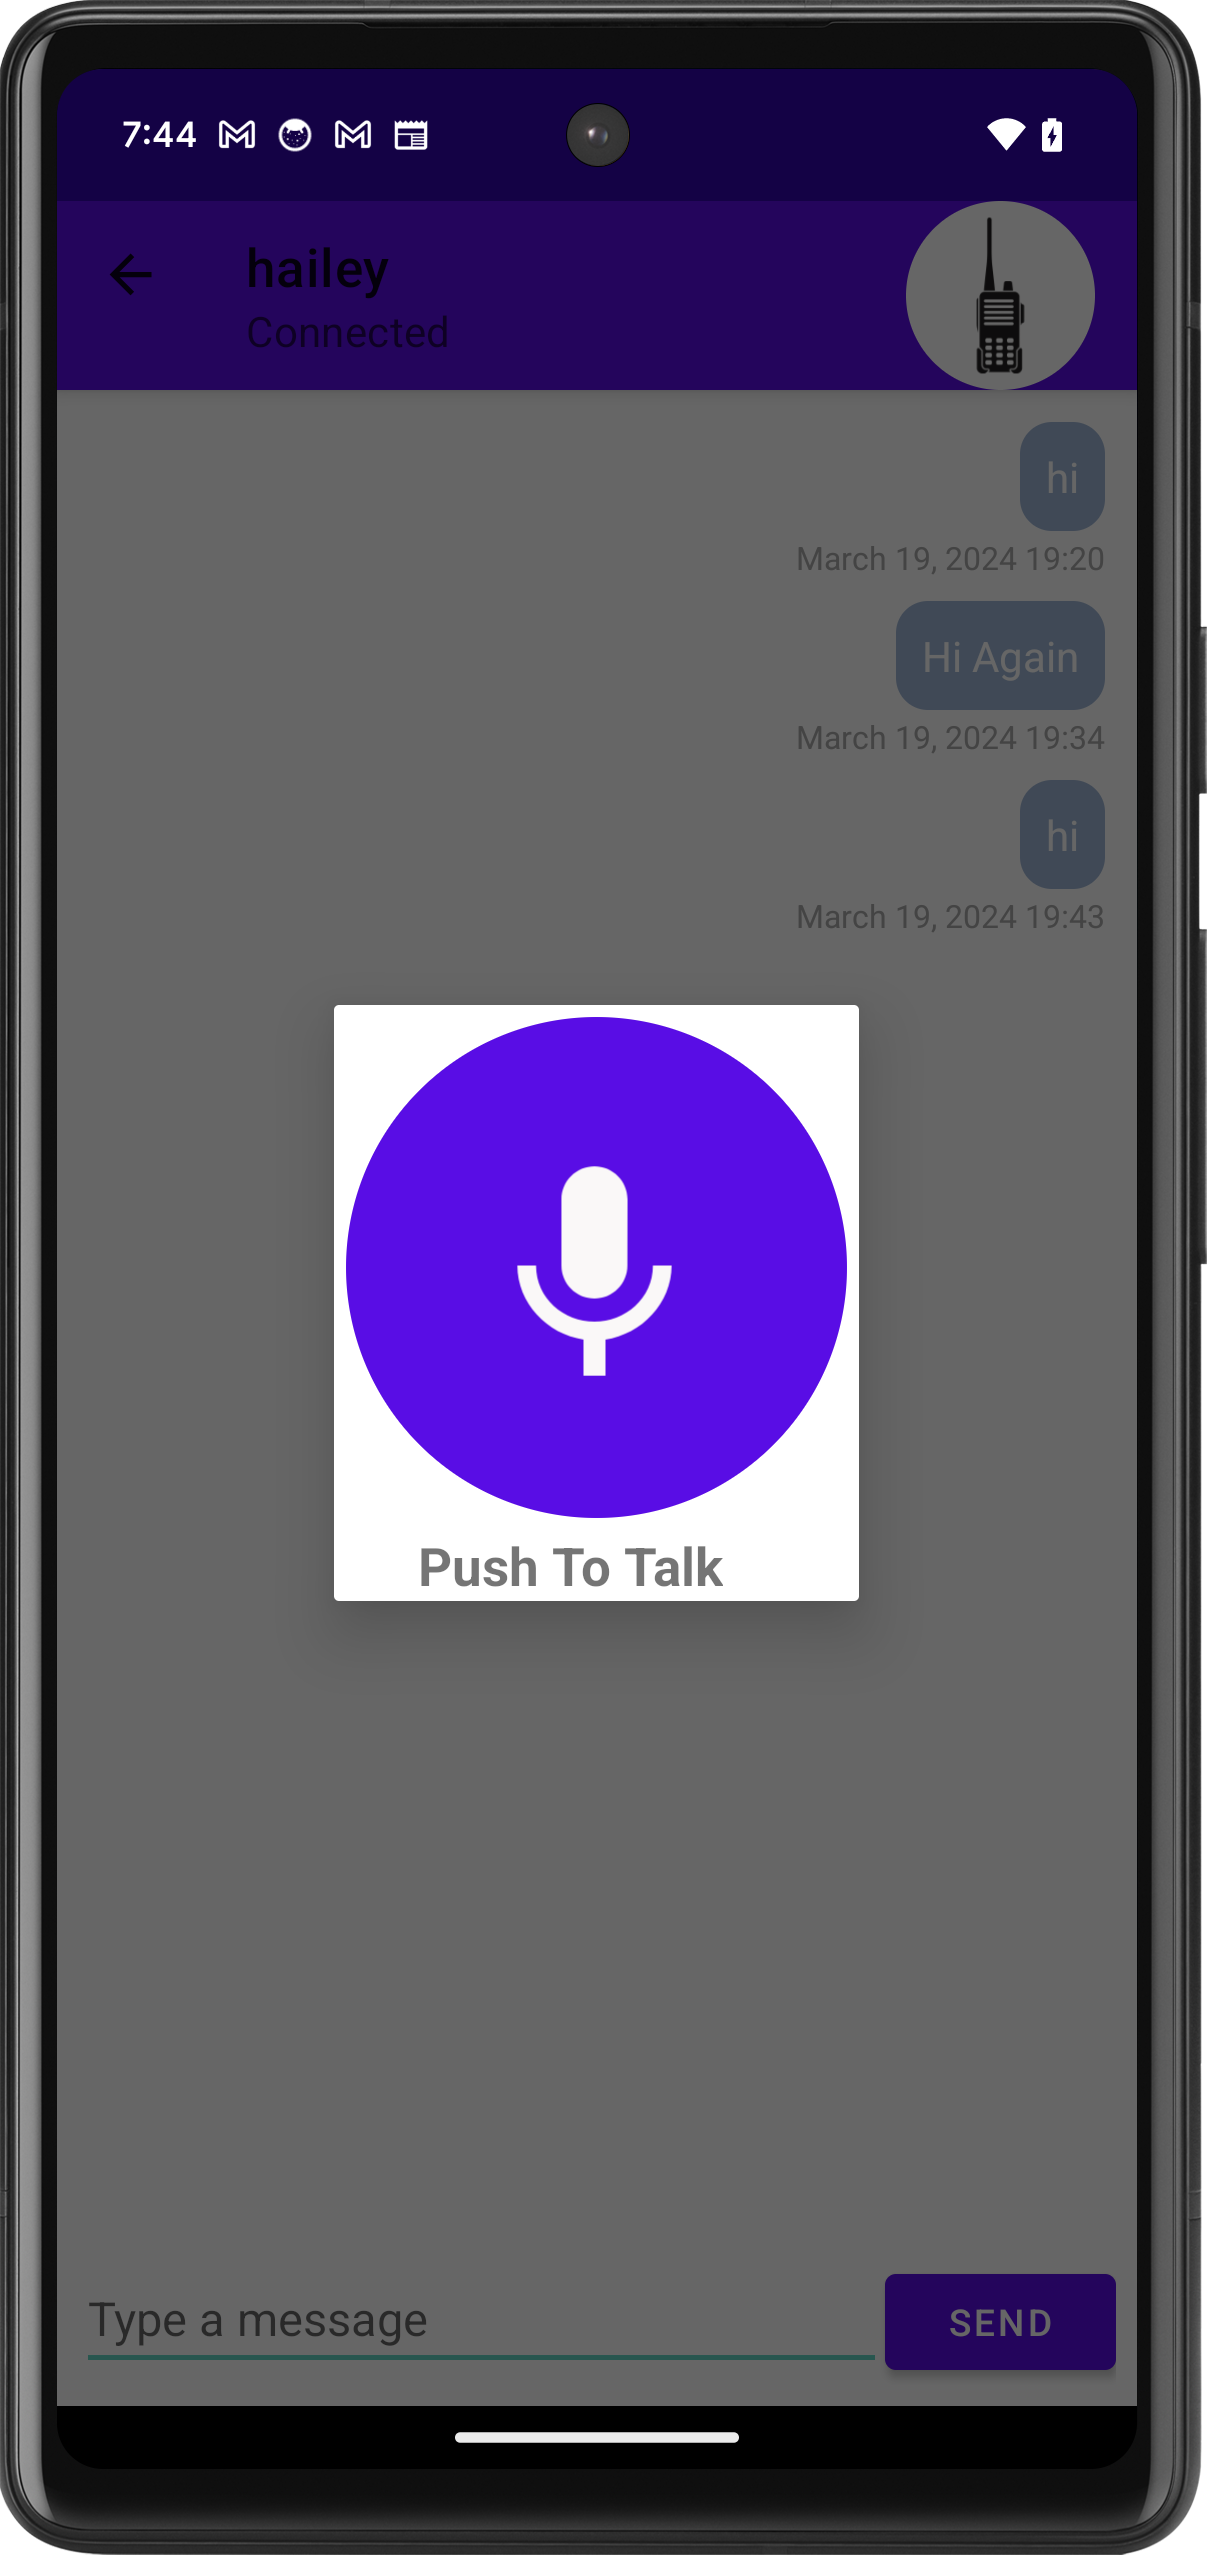 7:44
hailey
Connected
hi
March 19, 2024 19:20
Hi Again
March 19, 2024 19:34
hi
March 19, 2024 19:43
Push To Talk
Type a message
SEND